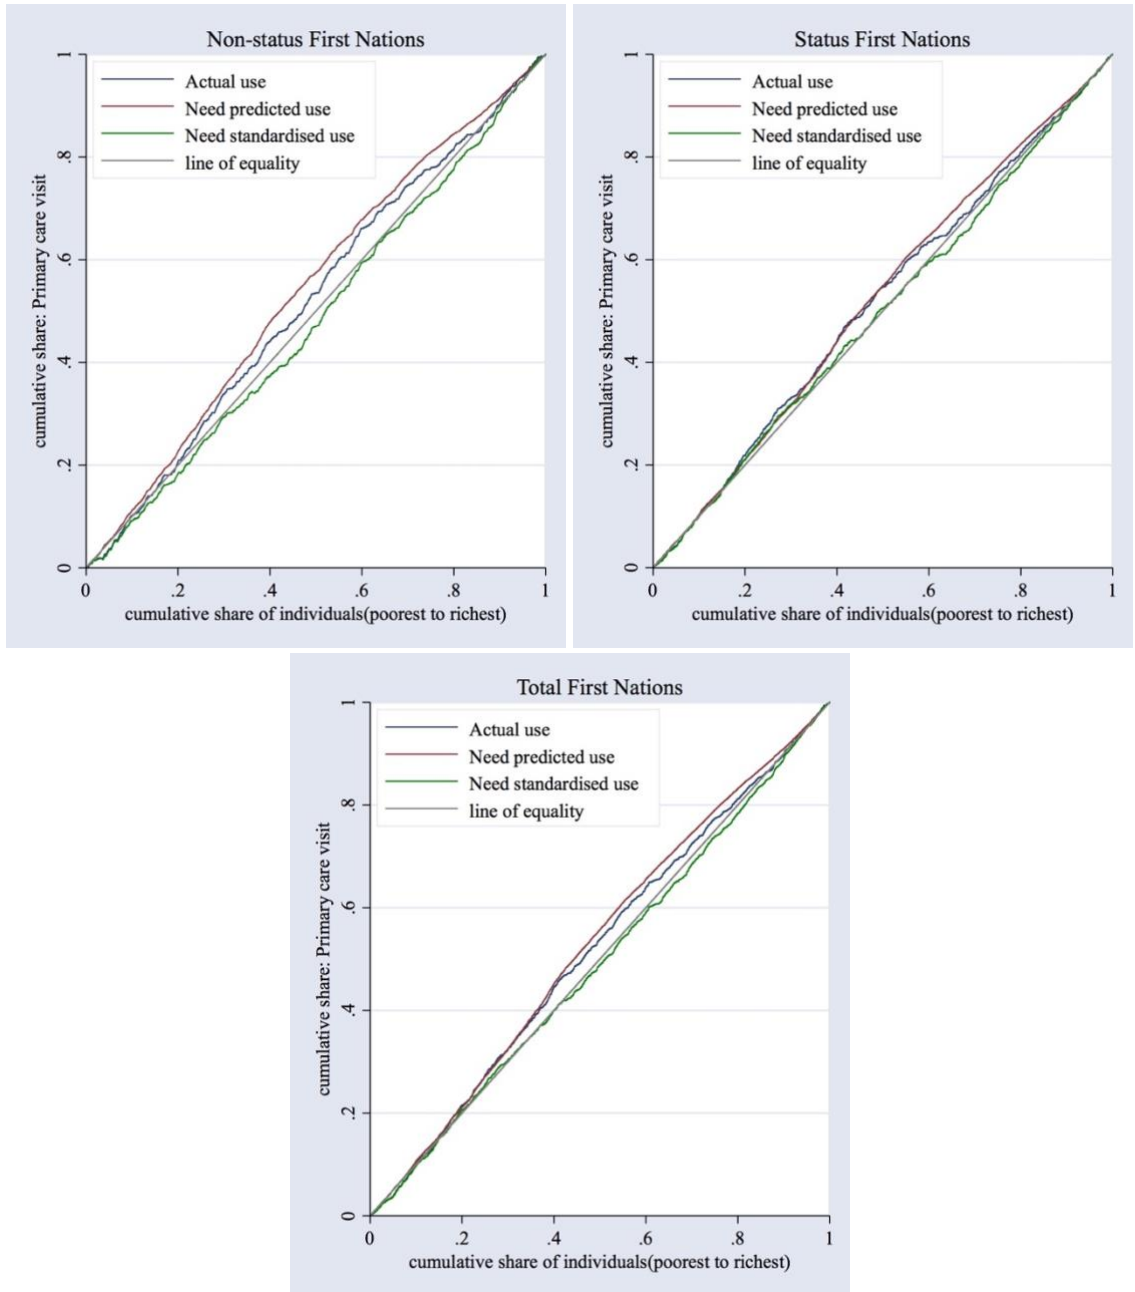 Non-status First Nations
Actual use
Need predicted use
Need standardised use
line of equality
cumulative share: Primary care visit
1
.8
.6
.4
.2
0
0 .2 .4 .6 .8 1
cumulative share of individuals(poorest to richest)
Status First Nations
Actual use
Need predicted use
Need standardised use
line of equality
cumulative share: Primary care visit
1
.8
.6
.4
.2
0
0 .2 .4 .6 .8 1
cumulative share of individuals(poorest to richest)
Total First Nations
Actual use
Need predicted use
Need standardised use
line of equality
cumulative share: Primary care visit
1
.8
.6
.4
.2
0
0 .2 .4 .6 .8 1
cumulative share of individuals(poorest to richest)